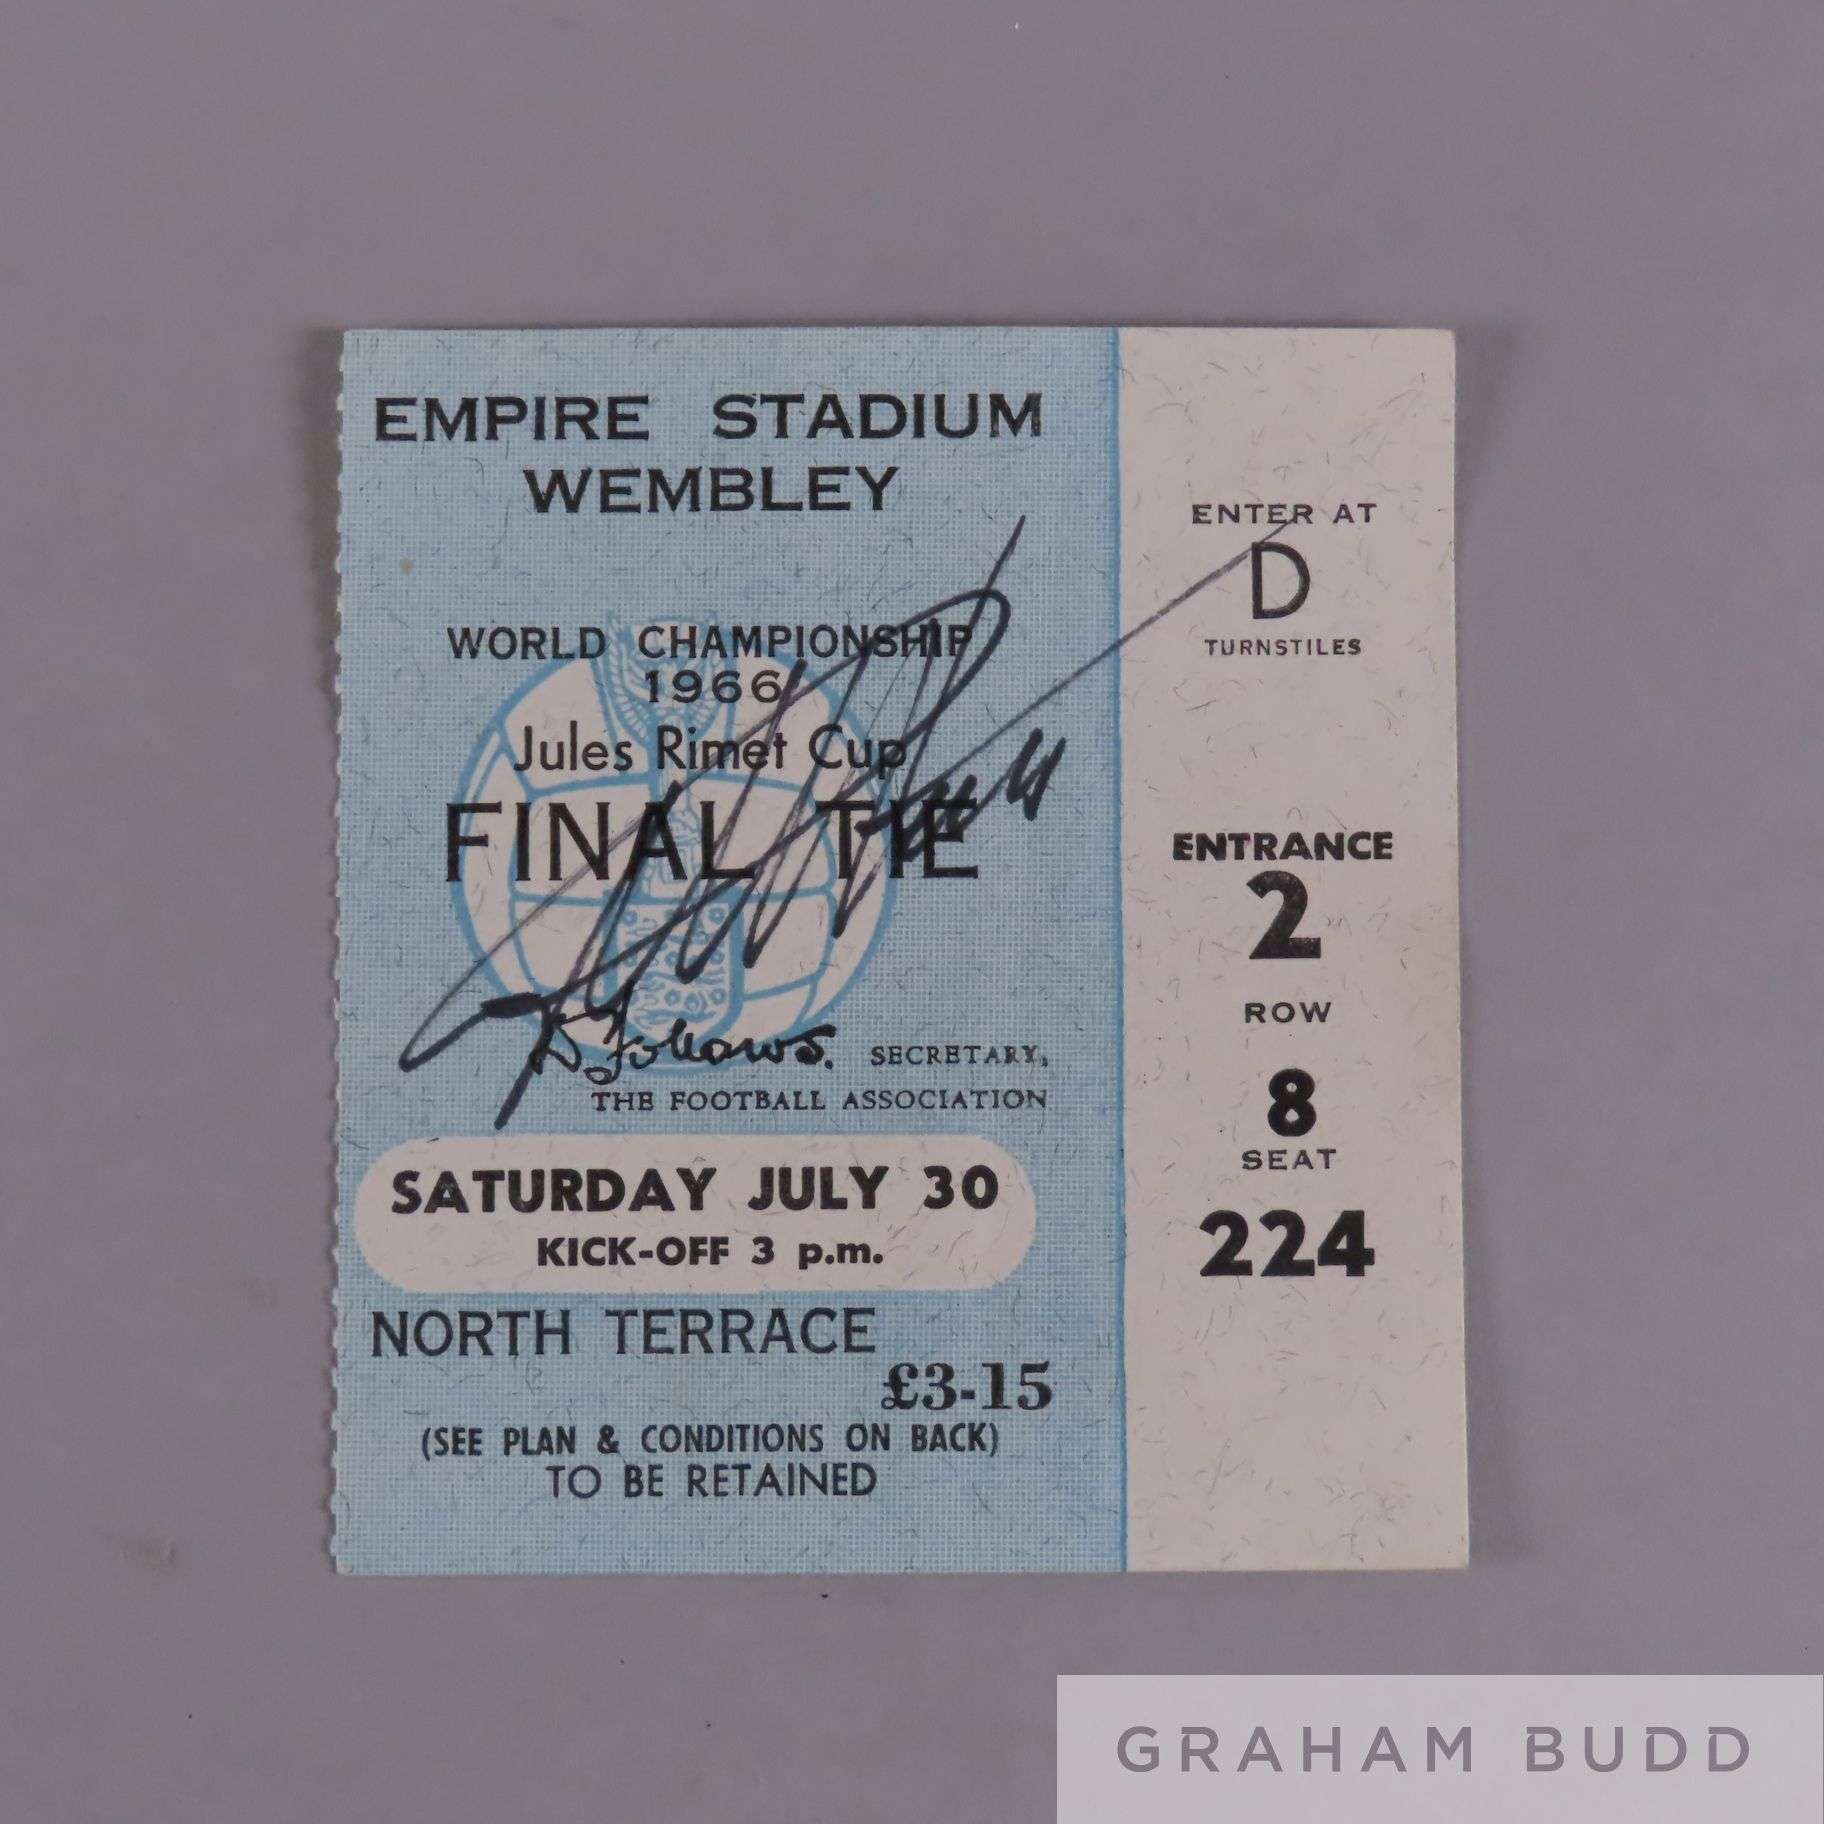 EMPIRE STADIUM
WEMBLEY
WORLD CHAMPIONSHIP
1966
Jules Rimet Cup
FINAL TIE
D Follows. SECRETARY,
THE FOOTBALL ASSOCIATION
SATURDAY JULY 30
KICK-OFF 3 p.m.
NORTH TERRACE
£3-15
(SEE PLAN & CONDITIONS ON BACK)
TO BE RETAINED
ENTER AT
D
TURNSTILES
ENTRANCE
2
ROW
8
SEAT
224
GRAHAM BUDD